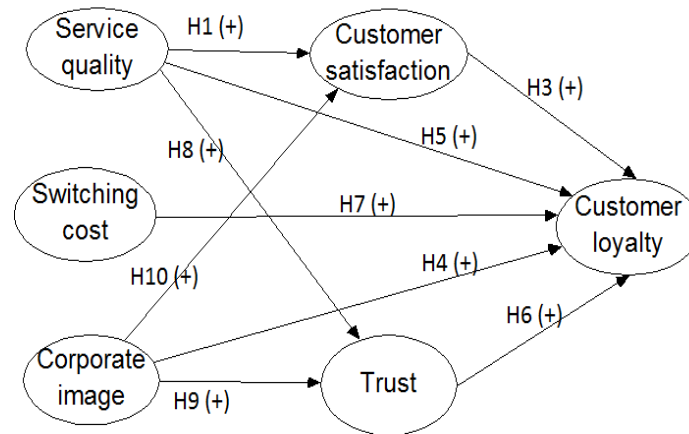 Service
quality
H1 (+)
Customer
satisfaction
H3 (+)
H5 (+)
H8 (+)
Switching
cost
H7 (+)
Customer
loyalty
H10 (+)
H4 (+)
H6 (+)
Corporate
image
H9 (+)
Trust